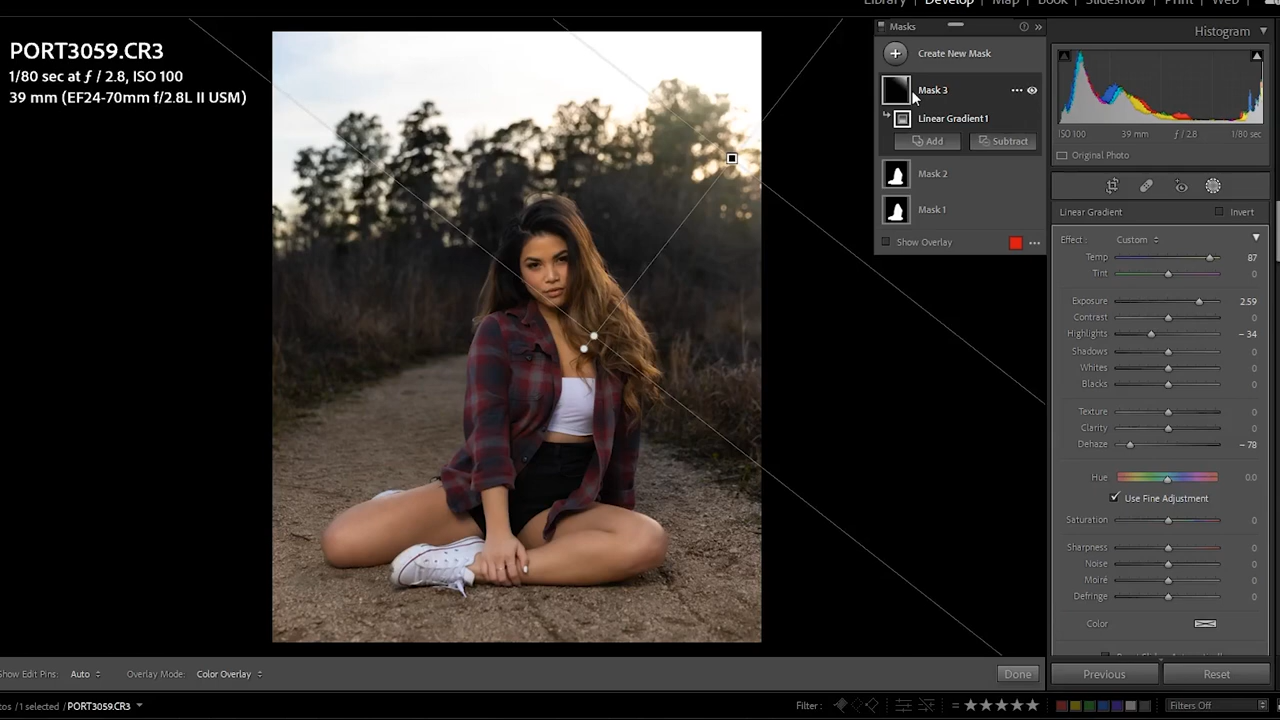 Library Develop Map Book Slideshow Print Web
PORT3059.CR3
1/80 sec at ƒ / 2.8, ISO 100
39 mm (EF24-70mm f/2.8L II USM)
Masks
Create New Mask
Mask 3
Linear Gradient 1
Add
Subtract
Mask 2
Mask 1
Show Overlay
Histogram
ISO 100 39 mm ƒ / 2.8 1/80 sec
Original Photo
Linear Gradient Invert
Effect : Custom
Temp 87
Tint 0
Exposure 2.59
Contrast 0
Highlights – 34
Shadows 0
Whites 0
Blacks 0
Texture 0
Clarity 0
Dehaze – 78
Hue 0.0
Use Fine Adjustment
Saturation 0
Sharpness 0
Noise 0
Moiré 0
Defringe 0
Color
Show Edit Pins: Auto Overlay Mode: Color Overlay Done
Previous Reset
otos / 1 selected / PORT3059.CR3
Filter :
Filters Off